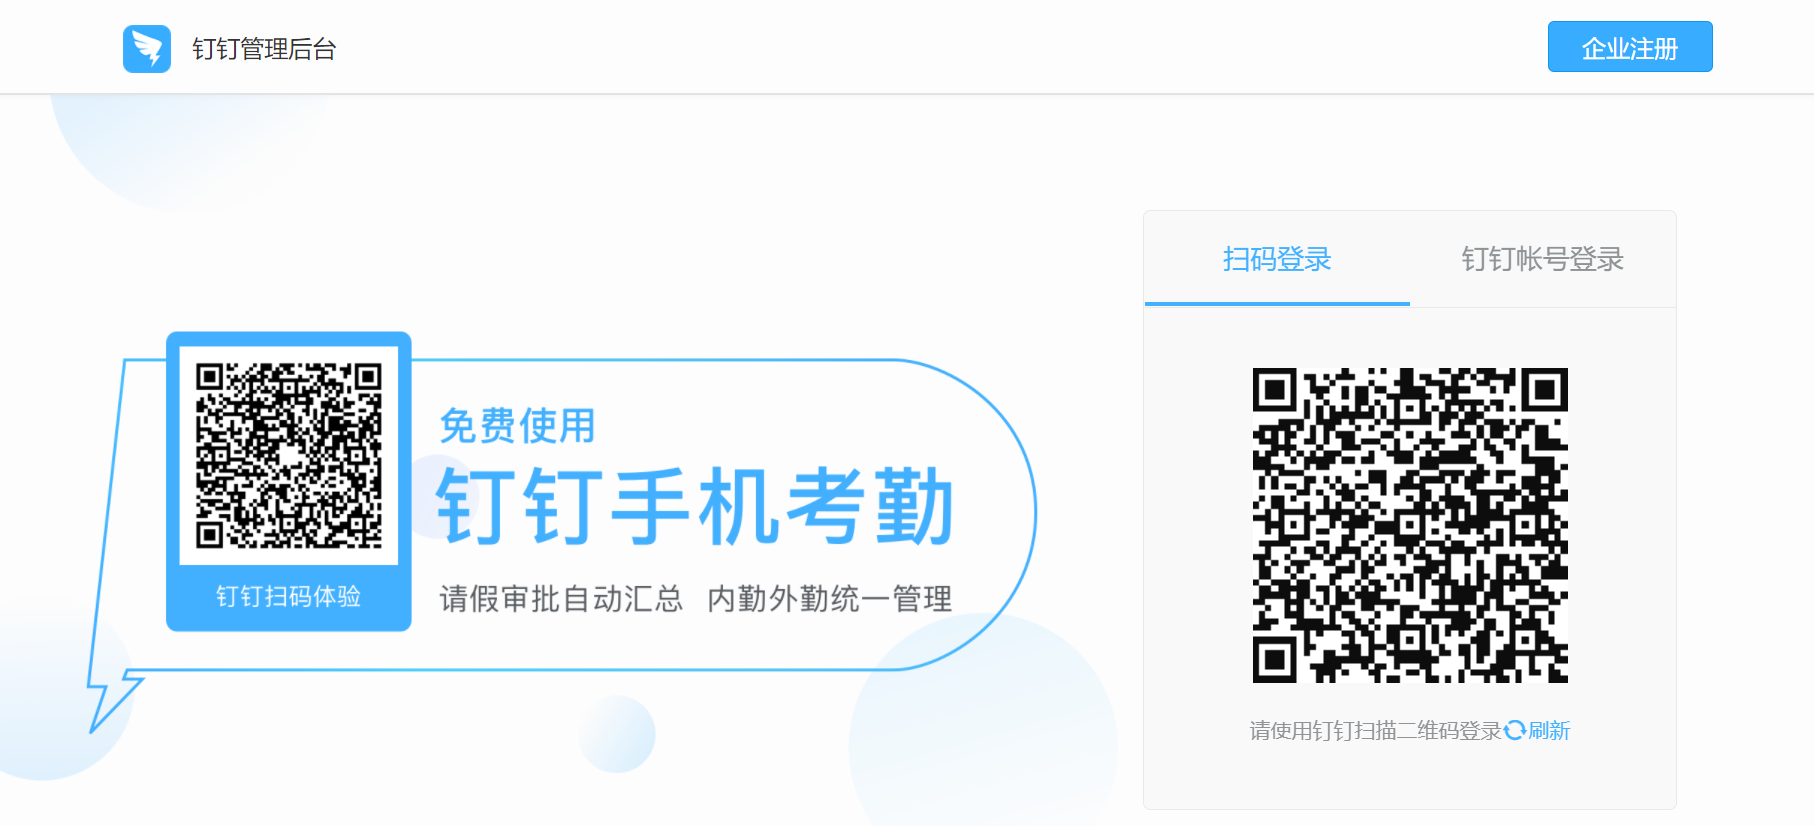 钉钉管理后台
企业注册
扫码登录
钉钉帐号登录
免费使用
钉钉手机考勤
请假审批自动汇总 内勤外勤统一管理
钉钉扫码体验
请使用钉钉扫描二维码登录刷新